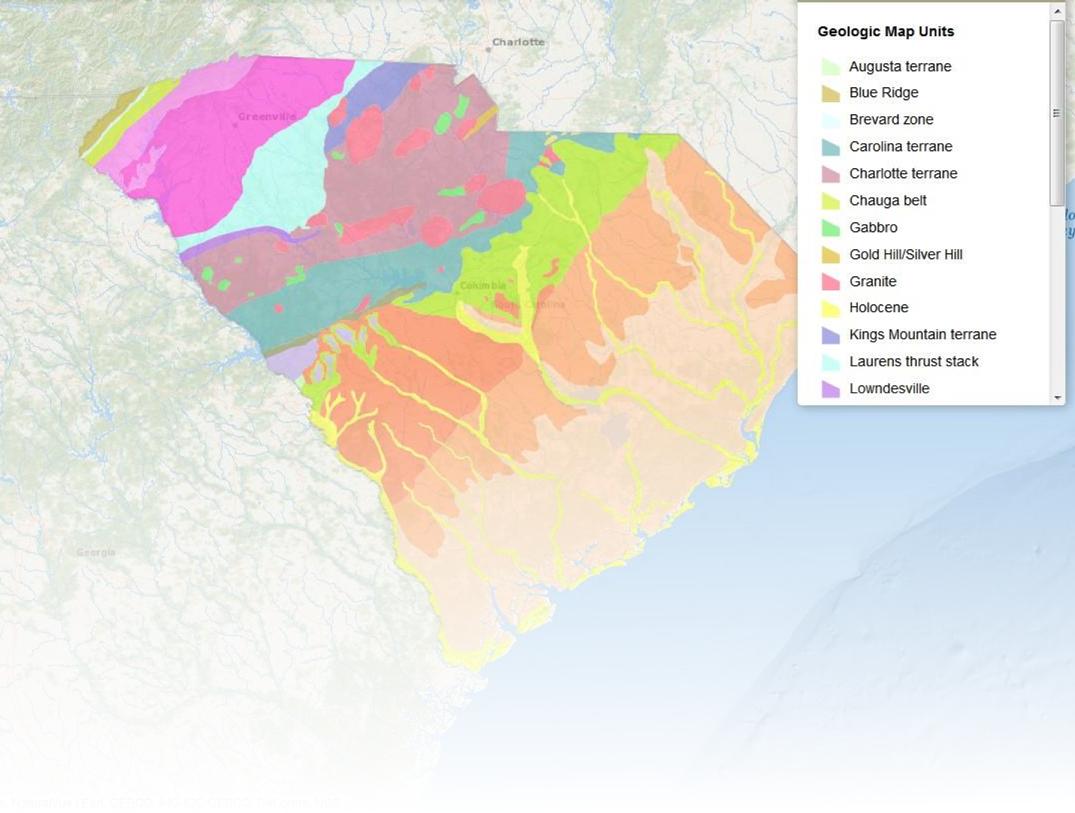 Charlotte
Geologic Map Units
Augusta terrane
Blue Ridge
Brevard zone
Carolina terrane
Charlotte terrane
Chauga belt
Gabbro
Gold Hill/Silver Hill
Granite
Holocene
Kings Mountain terrane
Laurens thrust stack
Lowndesville
Greenville
Columbia
South Carolina
Georgia